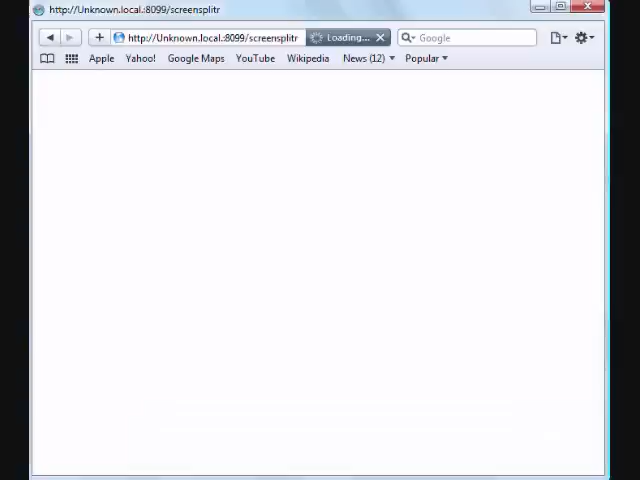 http://Unknown.local.:8099/screensplitr
http://Unknown.local.:8099/screensplitr Loading... Google
Apple Yahoo! Google Maps YouTube Wikipedia News (12) Popular